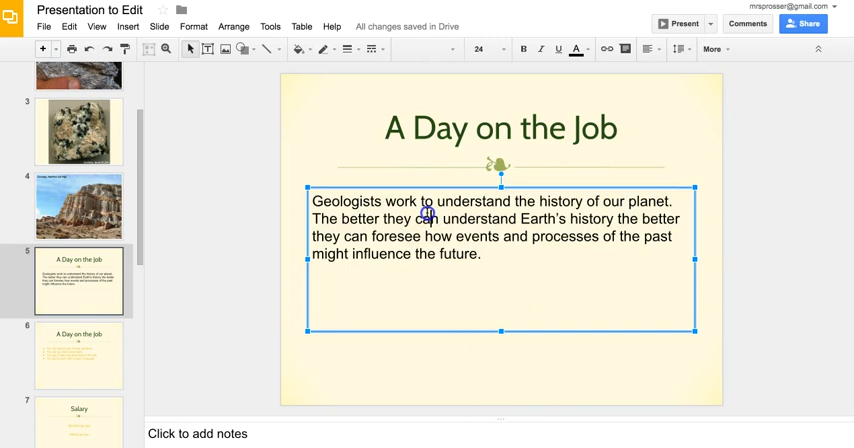 Presentation to Edit
mrsprosser@gmail.com
File Edit View Insert Slide Format Arrange Tools Table Help All changes saved in Drive
Present Comments Share
24 B I U A More
3
4
5
A Day on the Job
6
A Day on the Job
7
Salary
A Day on the Job
Geologists work to understand the history of our planet.
The better they can understand Earth's history the better
they can foresee how events and processes of the past
might influence the future.
Click to add notes